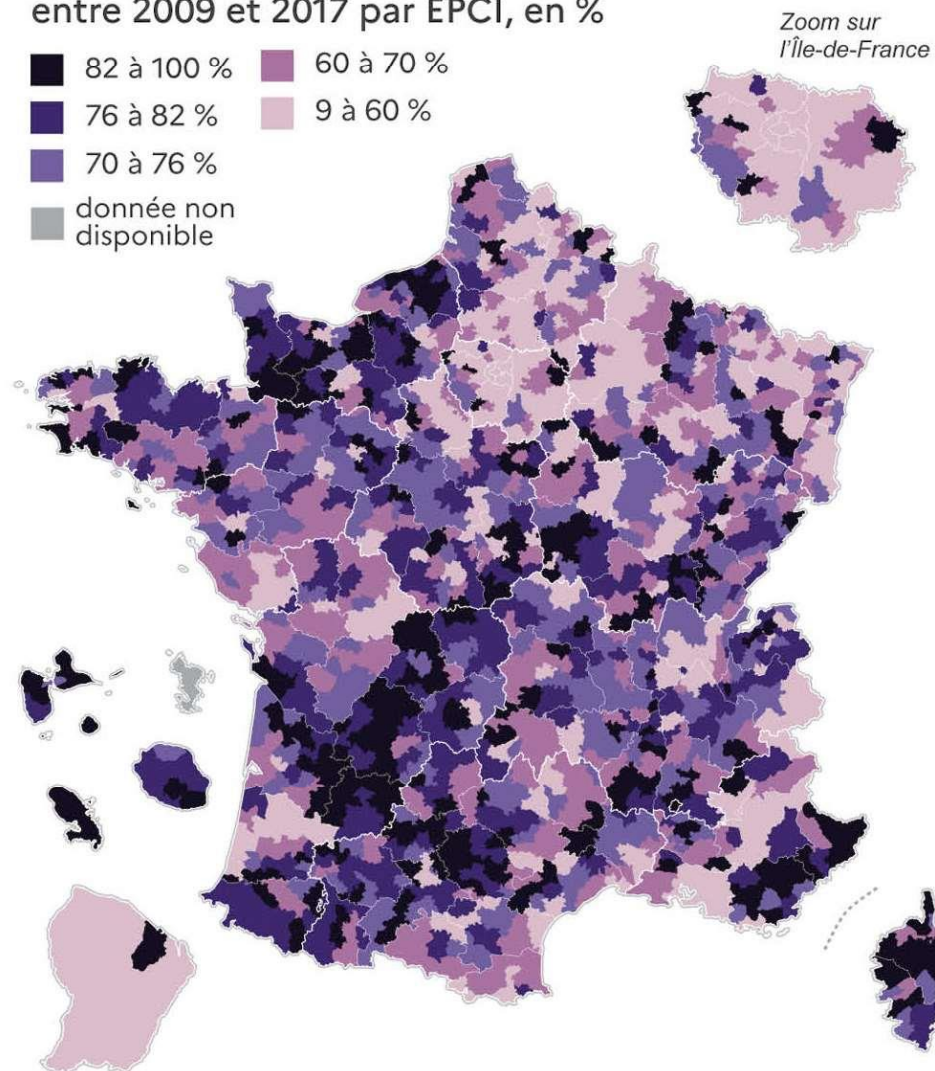 entre 2009 et 2017 par EPCI, en %
Zoom sur
l'Île-de-France
82 à 100 %
60 à 70 %
76 à 82 %
9 à 60 %
70 à 76 %
donnée non
disponible